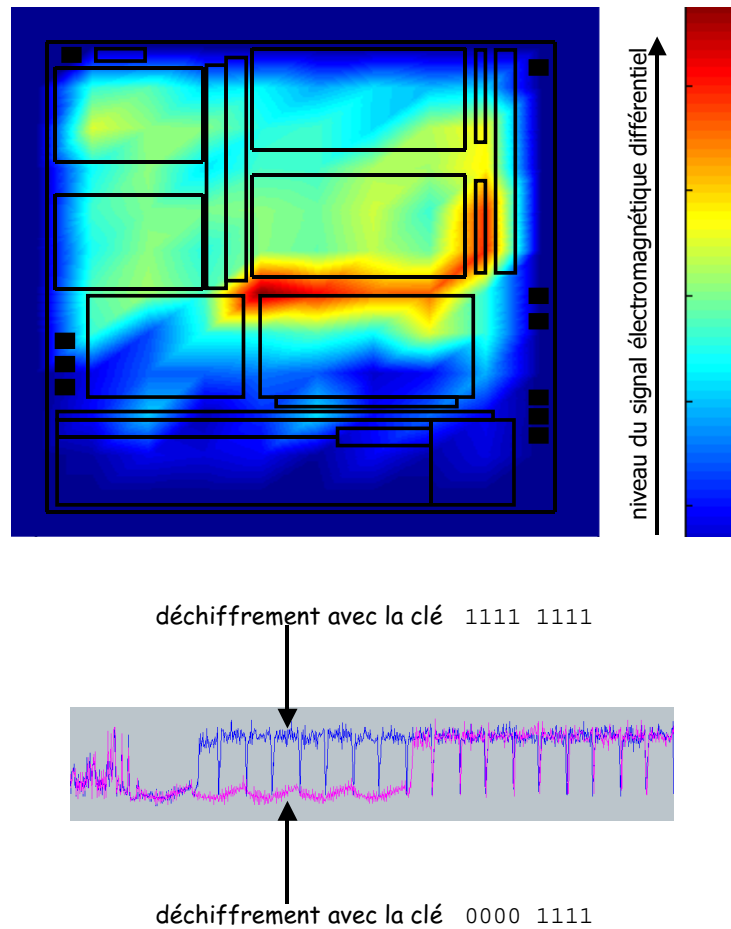 niveau du signal électromagnétique différentiel
déchiffrement avec la clé 1111 1111
déchiffrement avec la clé 0000 1111